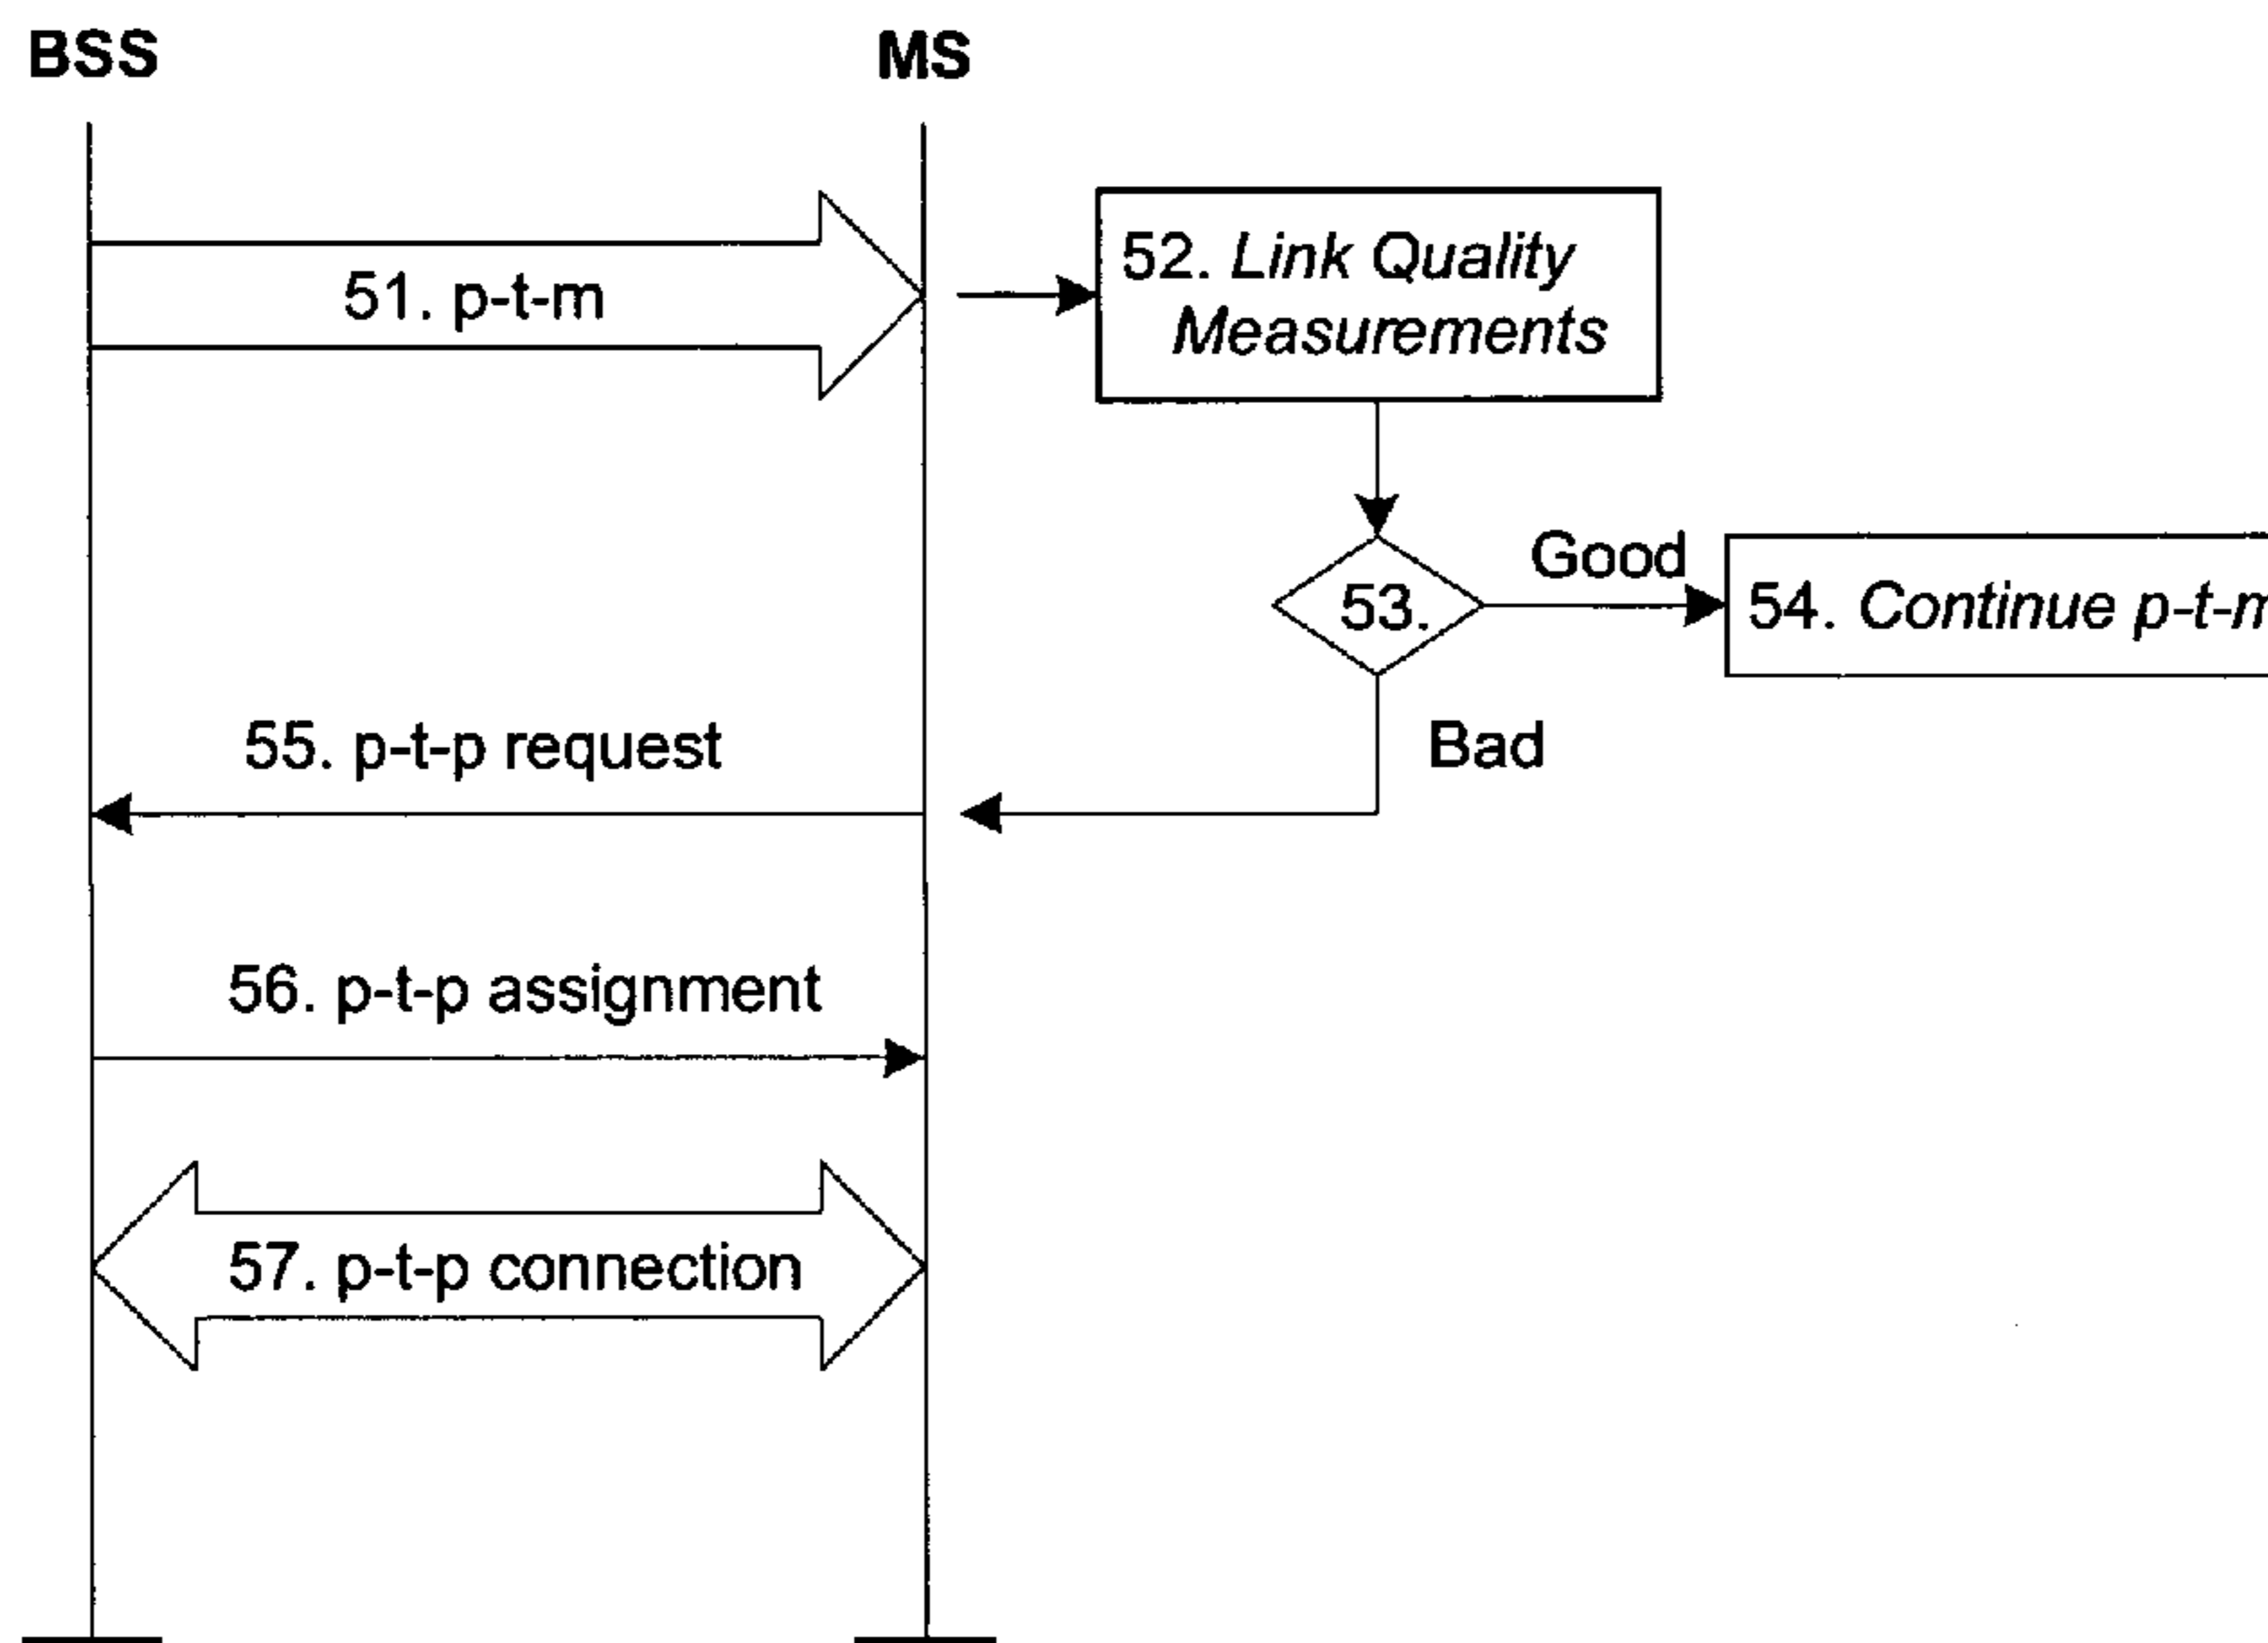 BSS
MS
51. p-t-m
52. Link Quality
Measurements
53.
Good
54. Continue p-t-m
Bad
55. p-t-p request
56. p-t-p assignment
57. p-t-p connection